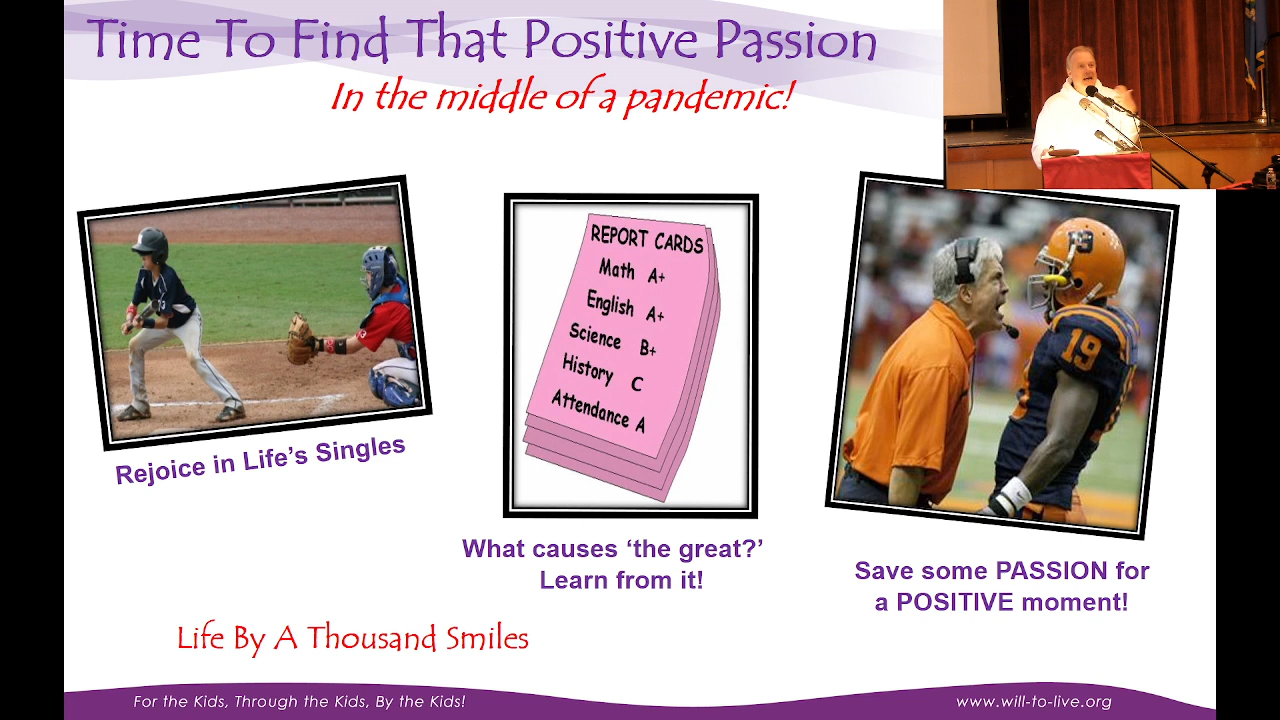 Time To Find That Positive Passion
In the middle of a pandemic!
REPORT CARDS
Math A+
English A+
Science B+
History C
Attendance A
19
Rejoice in Life's Singles
What causes ‘the great?’
Learn from it!
Save some PASSION for
a POSITIVE moment!
Life By A Thousand Smiles
For the Kids, Through the Kids, By the Kids!
www.will-to-live.org